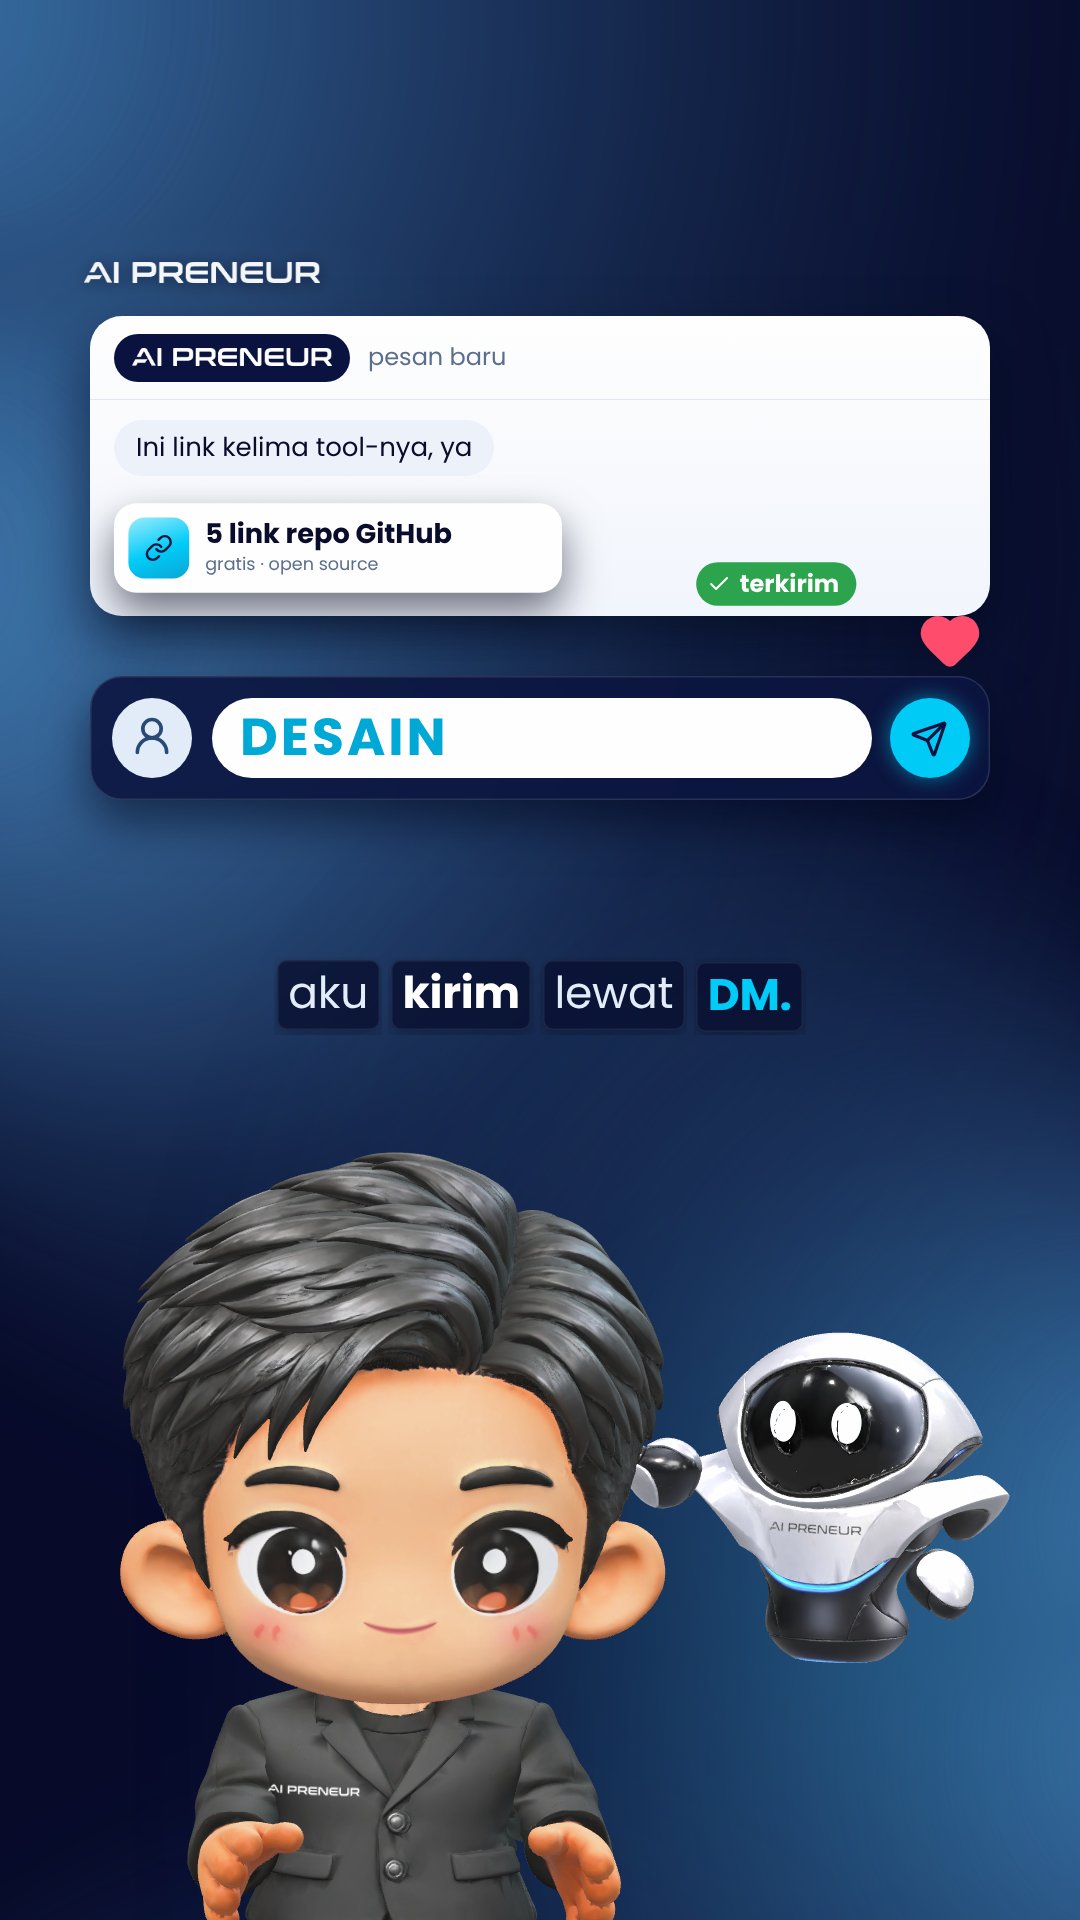 AI PRENEUR
AI PRENEUR pesan baru
Ini link kelima tool-nya, ya
5 link repo GitHub
gratis · open source
terkirim
DESAIN
aku kirim lewat DM.
AI PRENEUR
AI PRENEUR